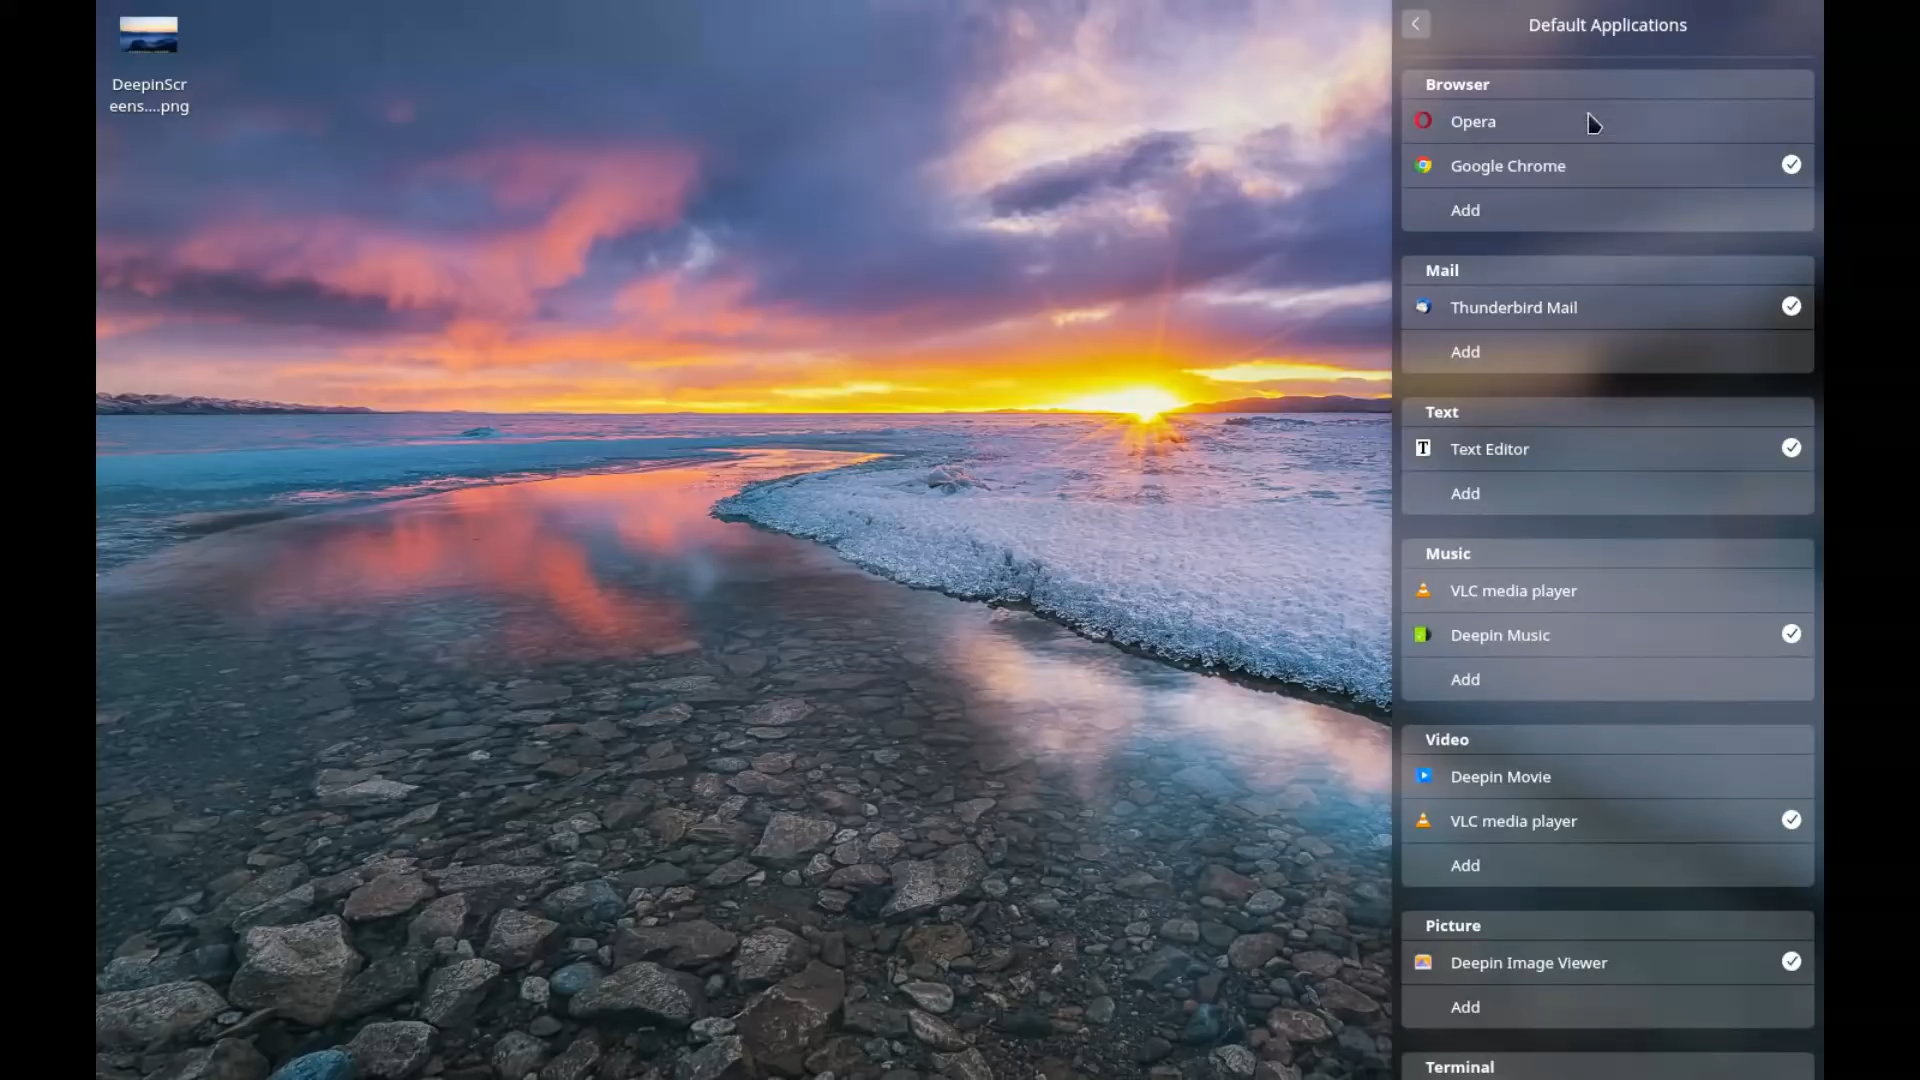 DeepinScr
eens....png
Default Applications
Browser
Opera
Google Chrome
Add
Mail
Thunderbird Mail
Add
Text
T
Text Editor
Add
Music
VLC media player
Deepin Music
Add
Video
Deepin Movie
VLC media player
Add
Picture
Deepin Image Viewer
Add
Terminal